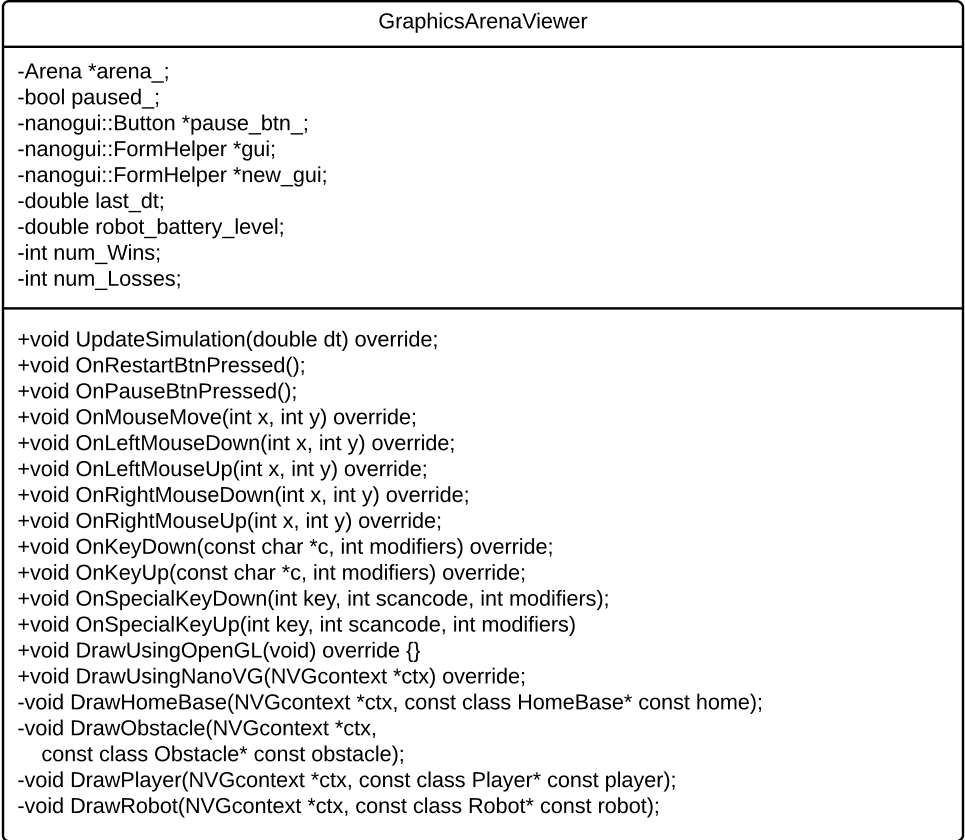 GraphicsArenaViewer
-Arena *arena_;
-bool paused_;
-nanogui::Button *pause_btn_;
-nanogui::FormHelper *gui;
-nanogui::FormHelper *new_gui;
-double last_dt;
-double robot_battery_level;
-int num_Wins;
-int num_Losses;
+void UpdateSimulation(double dt) override;
+void OnRestartBtnPressed();
+void OnPauseBtnPressed();
+void OnMouseMove(int x, int y) override;
+void OnLeftMouseDown(int x, int y) override;
+void OnLeftMouseUp(int x, int y) override;
+void OnRightMouseDown(int x, int y) override;
+void OnRightMouseUp(int x, int y) override;
+void OnKeyDown(const char *c, int modifiers) override;
+void OnKeyUp(const char *c, int modifiers) override;
+void OnSpecialKeyDown(int key, int scancode, int modifiers);
+void OnSpecialKeyUp(int key, int scancode, int modifiers)
+void DrawUsingOpenGL(void) override {}
+void DrawUsingNanoVG(NVGcontext *ctx) override;
-void DrawHomeBase(NVGcontext *ctx, const class HomeBase* const home);
-void DrawObstacle(NVGcontext *ctx,
const class Obstacle* const obstacle);
-void DrawPlayer(NVGcontext *ctx, const class Player* const player);
-void DrawRobot(NVGcontext *ctx, const class Robot* const robot);